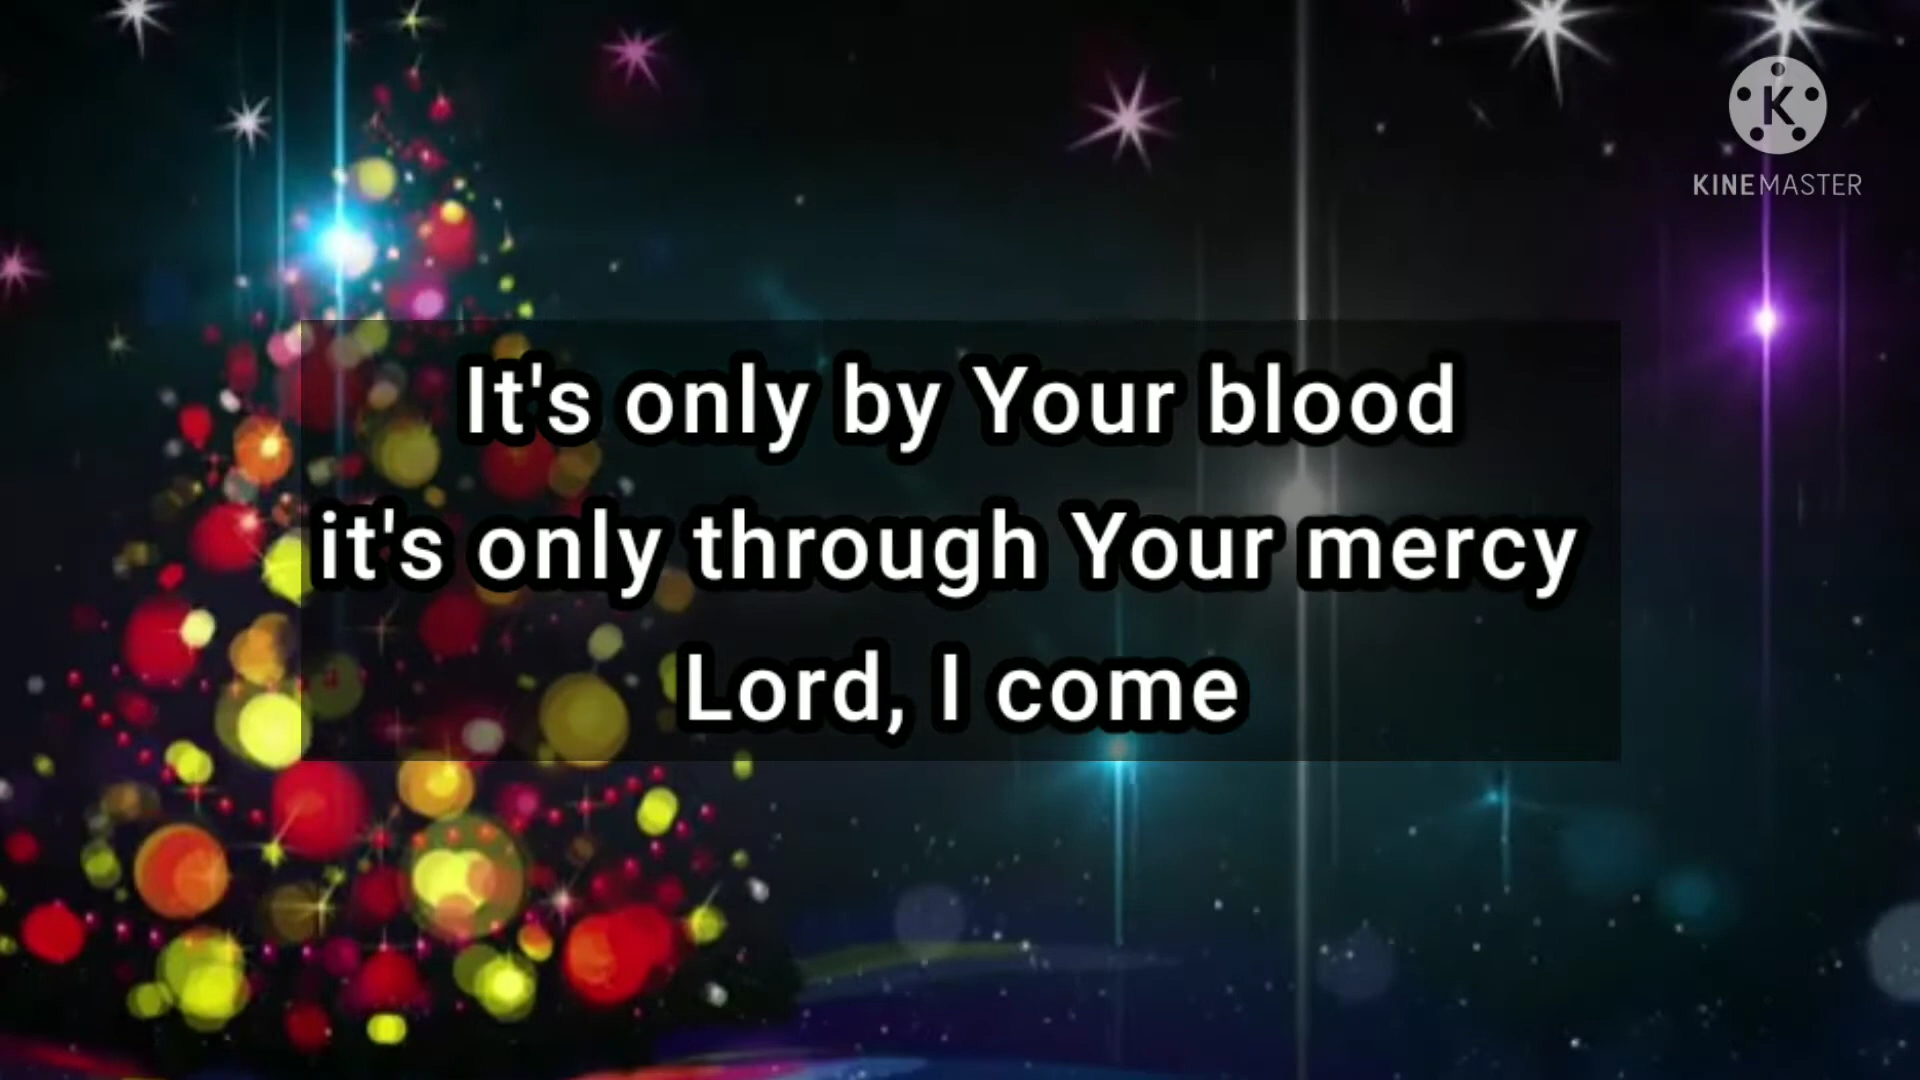 K
KINEMASTER
It's only by Your blood
it's only through Your mercy
Lord, I come